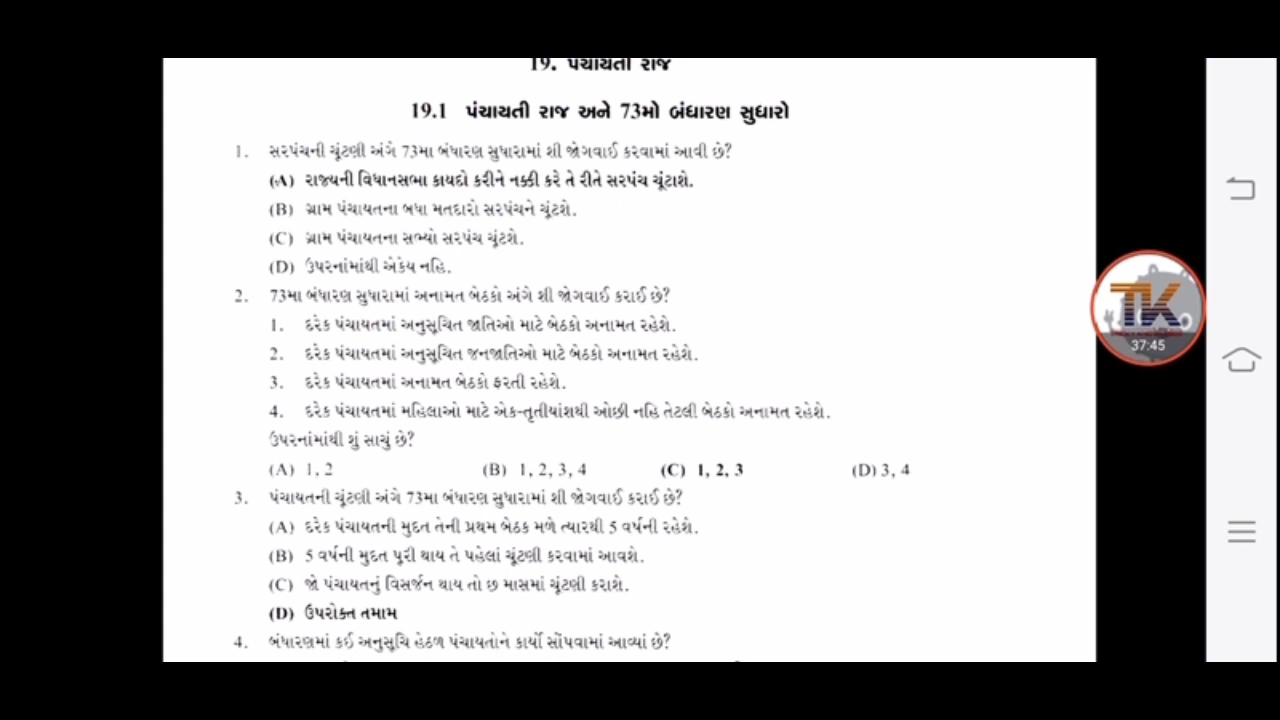 19. પંચાયતી રાજ
19.1 પંચાયતી રાજ અને 73મો બંધારણ સુધારો
1. સરપંચની ચૂંટણી અંગે 73મા બંધારણ સુધારામાં શી જોગવાઈ કરવામાં આવી છે?
(A) રાજ્યની વિધાનસભા કાયદો કરીને નક્કી કરે તે રીતે સરપંચ ચૂંટાશે.
(B) ગ્રામ પંચાયતના બધા મતદારો સરપંચને ચૂંટશે.
(C) ગ્રામ પંચાયતના સભ્યો સરપંચ ચૂંટશે.
(D) ઉપરનાંમાંથી એકેય નહિ.
2. 73મા બંધારણ સુધારામાં અનામત બેઠકો અંગે શી જોગવાઈ કરાઈ છે?
1. દરેક પંચાયતમાં અનુસૂચિત જાતિઓ માટે બેઠકો અનામત રહેશે.
2. દરેક પંચાયતમાં અનુસૂચિત જનજાતિઓ માટે બેઠકો અનામત રહેશે.
3. દરેક પંચાયતમાં અનામત બેઠકો ફરતી રહેશે.
4. દરેક પંચાયતમાં મહિલાઓ માટે એક-તૃતીયાંશથી ઓછી નહિ તેટલી બેઠકો અનામત રહેશે.
ઉપરનાંમાંથી શું સાચું છે?
(A) 1, 2 (B) 1, 2, 3, 4 (C) 1, 2, 3 (D) 3, 4
3. પંચાયતની ચૂંટણી અંગે 73મા બંધારણ સુધારામાં શી જોગવાઈ કરાઈ છે?
(A) દરેક પંચાયતની મુદત તેની પ્રથમ બેઠક મળે ત્યારથી 5 વર્ષની રહેશે.
(B) 5 વર્ષની મુદત પૂરી થાય તે પહેલાં ચૂંટણી કરવામાં આવશે.
(C) જો પંચાયતનું વિસર્જન થાય તો છ માસમાં ચૂંટણી કરાશે.
(D) ઉપરોક્ત તમામ
4. બંધારણમાં કઈ અનુસૂચિ હેઠળ પંચાયતોને કાર્યો સોંપવામાં આવ્યાં છે?
TK
37:45